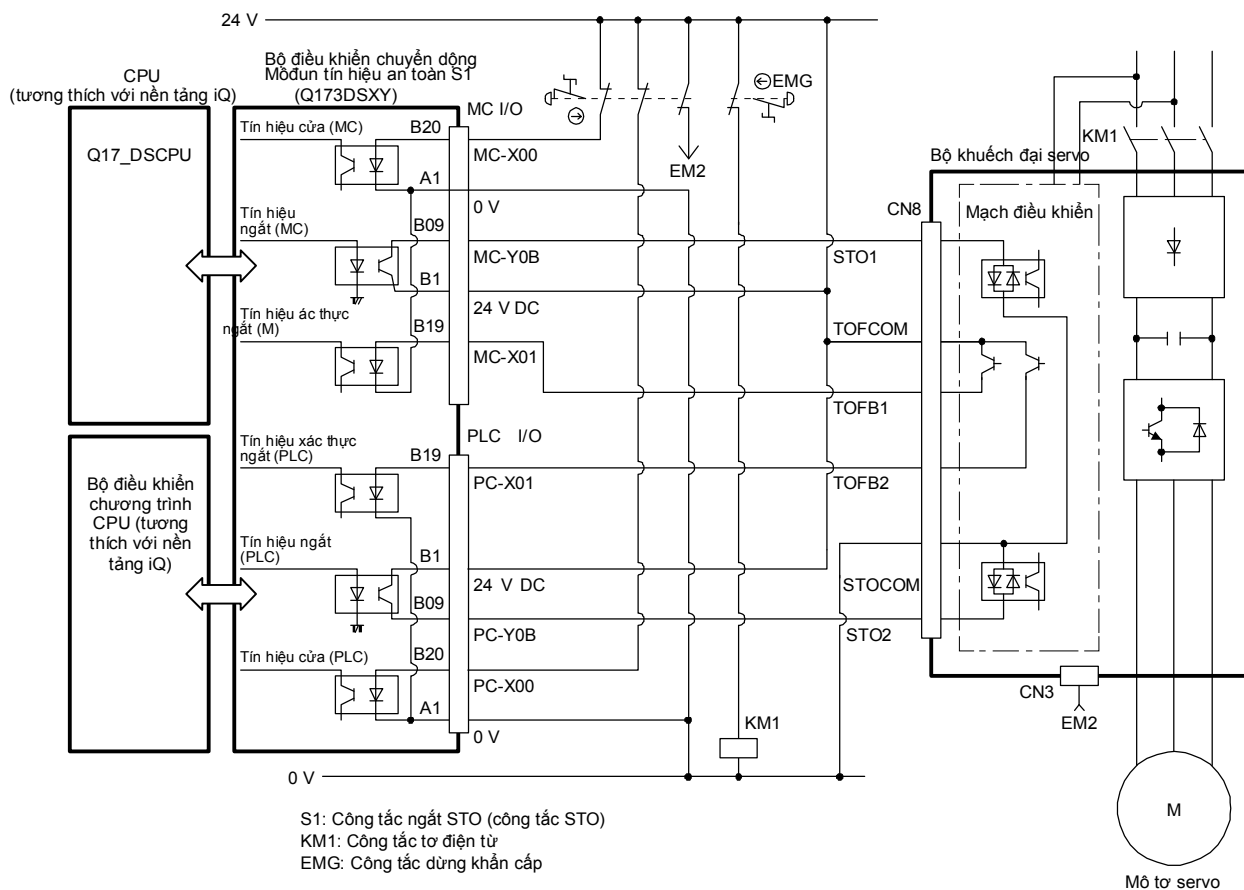 24 V
Bộ điều khiển chuyển dộng
Môđun tín hiệu an toàn S1
(Q173DSXY)
CPU
(tương thích với nền tảng iQ)
Q17_DSCPU
Bộ điều khiển
chương trình
CPU (tương
thích với nền
tảng iQ)
MC I/O
Tín hiệu cửa (MC)
B20
MC-X00
A1
0 V
Tín hiệu
ngắt (MC)
B09
MC-Y0B
B1
24 V DC
Tín hiệu ác thực
ngắt (M)
B19
MC-X01
PLC I/O
Tín hiệu xác thực
ngắt (PLC)
B19
PC-X01
Tín hiệu ngắt
(PLC)
B1
24 V DC
B09
PC-Y0B
Tín hiệu cửa (PLC)
B20
PC-X00
A1
0 V
0 V
EMG
EM2
KM1
KM1
Bộ khuếch đại servo
Mạch điều khiển
CN8
STO1
TOFCOM
TOFB1
TOFB2
STOCOM
STO2
CN3
EM2
M
Mô tơ servo
S1: Công tắc ngắt STO (công tắc STO)
KM1: Công tắc tơ điện từ
EMG: Công tắc dừng khẩn cấp